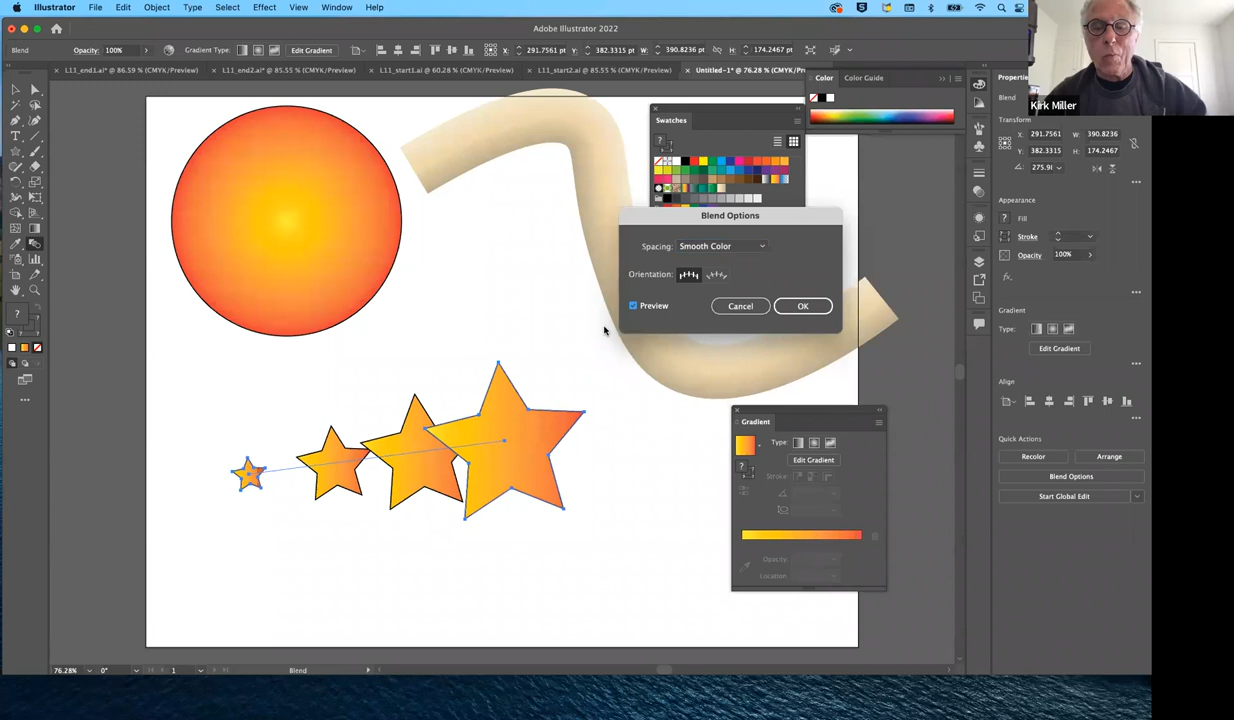 Illustrator File Edit Object Type Select Effect View Window Help
Adobe Illustrator 2022
Blend Opacity: 100% Gradient Type: Edit Gradient X: 291.7561 pt Y: 382.3315 pt W: 390.8236 pt H: 174.2467 pt
L11_end1.ai* @ 86.59 % (CMYK/Preview) L11_end2.ai* @ 85.55 % (CMYK/Preview) L11_start1.ai @ 60.28 % (CMYK/Preview) L11_start2.ai @ 85.55 % (CMYK/Preview) Untitled-1* @ 76.28 % (CMYK/Pre
Color Color Guide
Properties
Kirk Miller
Blend
Transform
X: 291.7561 W: 390.8236
Y: 382.3315 H: 174.2467
275.9
Swatches
?
Blend Options
Spacing: Smooth Color
Orientation:
Preview Cancel OK
Appearance
? Fill
Stroke
Opacity 100%
fx.
Gradient
Type:
Edit Gradient
Align
Quick Actions
Recolor Arrange
Blend Options
Start Global Edit
Gradient
Type:
Edit Gradient
?
Stroke:
Opacity:
Location:
?
76.28% 0° 1 Blend